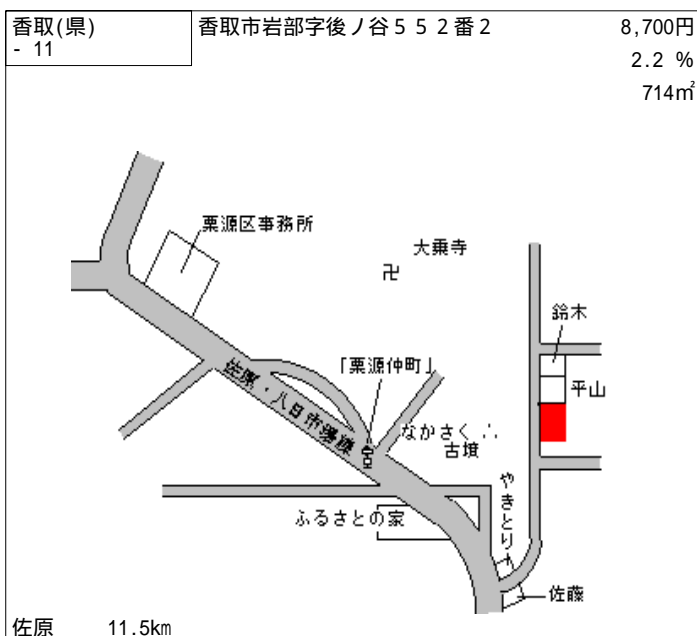 香取(県)
- 11
香取市岩部字後ノ谷５５２番２
8,700円
2.2 %
714㎡
栗源区事務所
大乗寺
卍
鈴木
「栗源仲町」
平山
佐原・八日市場線
なかさく
古墳
やきとり
ふるさとの家
佐藤
佐原 11.5km